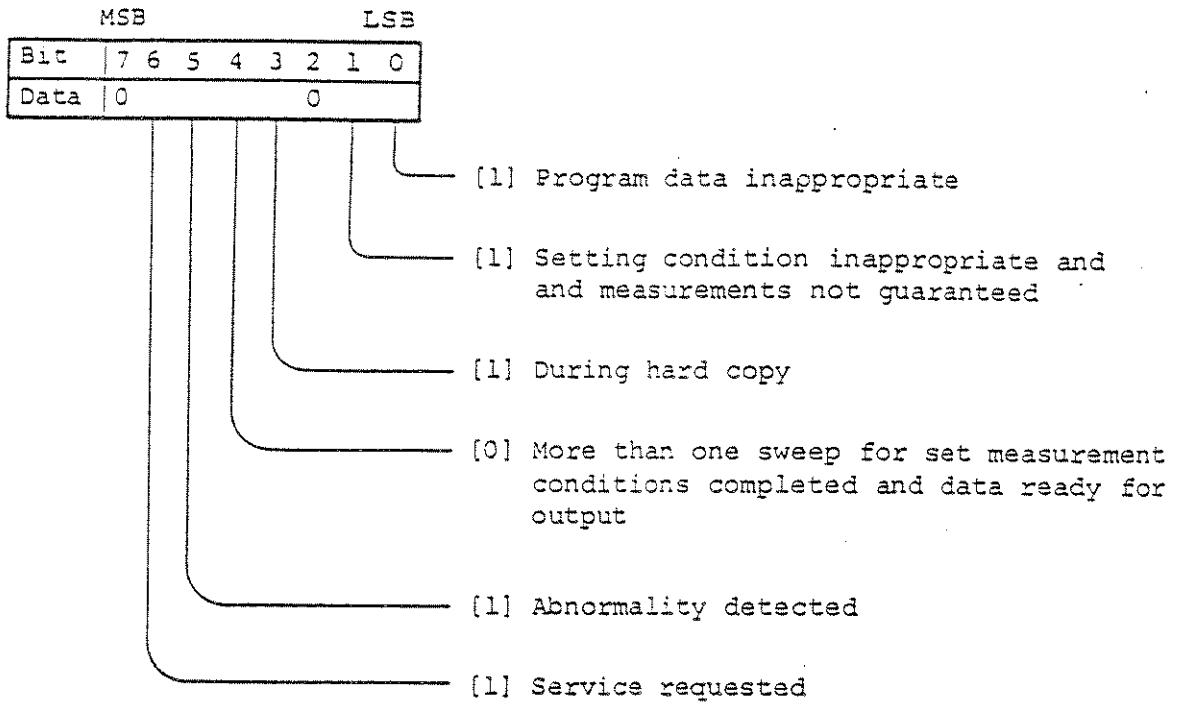 MSB LSB
Bit 7 6 5 4 3 2 1 0
Data 0 0
[1] Program data inappropriate
[1] Setting condition inappropriate and
and measurements not guaranteed
[1] During hard copy
[0] More than one sweep for set measurement
conditions completed and data ready for
output
[1] Abnormality detected
[1] Service requested